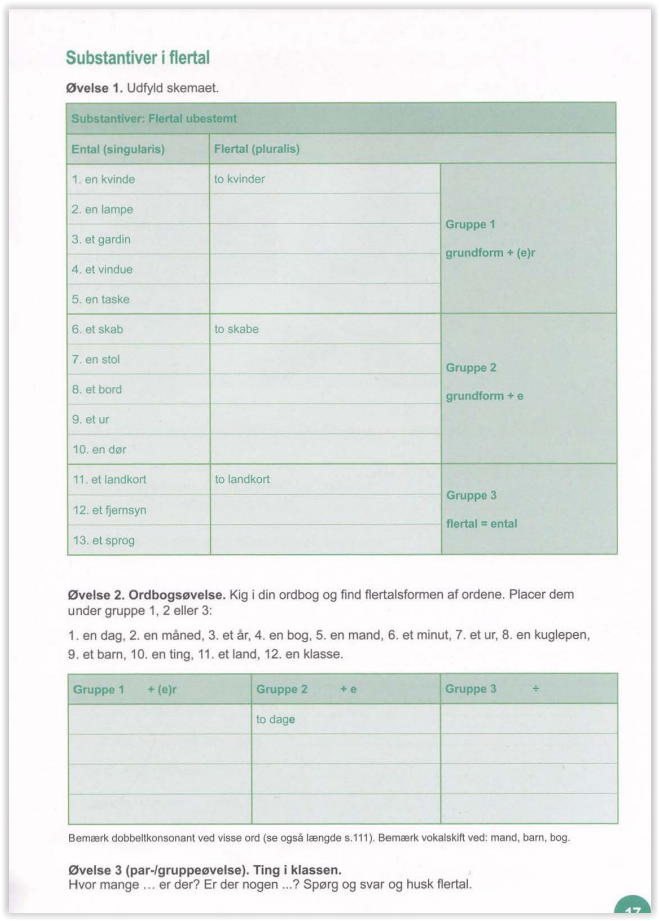 Substantiver i flertal
Øvelse 1. Udfyld skemaet.
Substantiver: Flertal ubestemt
Ental (singularis) Flertal (pluralis)
1. en kvinde to kvinder
2. en lampe
3. et gardin
4. et vindue
5. en taske
Gruppe 1
grundform + (e)r
6. et skab to skabe
7. en stol
8. et bord
9. et ur
10. en dør
Gruppe 2
grundform + e
11. et landkort to landkort
12. et fjernsyn
13. et sprog
Gruppe 3
flertal = ental
Øvelse 2. Ordbogsøvelse. Kig i din ordbog og find flertalsformen af ordene. Placer dem
under gruppe 1, 2 eller 3:
1. en dag, 2. en måned, 3. et år, 4. en bog, 5. en mand, 6. et minut, 7. et ur, 8. en kuglepen,
9. et barn, 10. en ting, 11. et land, 12. en klasse.
Gruppe 1 + (e)r Gruppe 2 + e Gruppe 3 ÷
to dage
Bemærk dobbeltkonsonant ved visse ord (se også længde s.111). Bemærk vokalskift ved: mand, barn, bog.
Øvelse 3 (par-/gruppeøvelse). Ting i klassen.
Hvor mange … er der? Er der nogen ...? Spørg og svar og husk flertal.
17